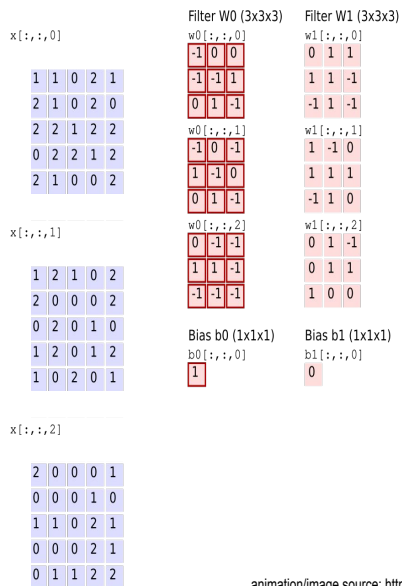 x[:,:,0]
1 1 0 2 1
2 1 0 2 0
2 2 1 2 2
0 2 2 1 2
2 1 0 0 2
x[:,:,1]
1 2 1 0 2
2 0 0 0 2
0 2 0 1 0
1 2 0 1 2
1 0 2 0 1
x[:,:,2]
2 0 0 0 1
0 0 0 1 0
1 1 0 2 1
0 0 0 2 1
0 1 1 2 2
Filter W0 (3x3x3)
w0[:,:,0]
-1 0 0
-1 -1 1
0 1 -1
w0[:,:,1]
-1 0 -1
1 -1 0
0 1 -1
w0[:,:,2]
0 -1 -1
1 1 -1
-1 -1 -1
Bias b0 (1x1x1)
b0[:,:,0]
1
Filter W1 (3x3x3)
w1[:,:,0]
0 1 1
1 1 -1
-1 1 -1
w1[:,:,1]
1 -1 0
1 1 1
-1 1 0
w1[:,:,2]
0 1 -1
0 1 1
1 0 0
Bias b1 (1x1x1)
b1[:,:,0]
0
animation/image source: htt